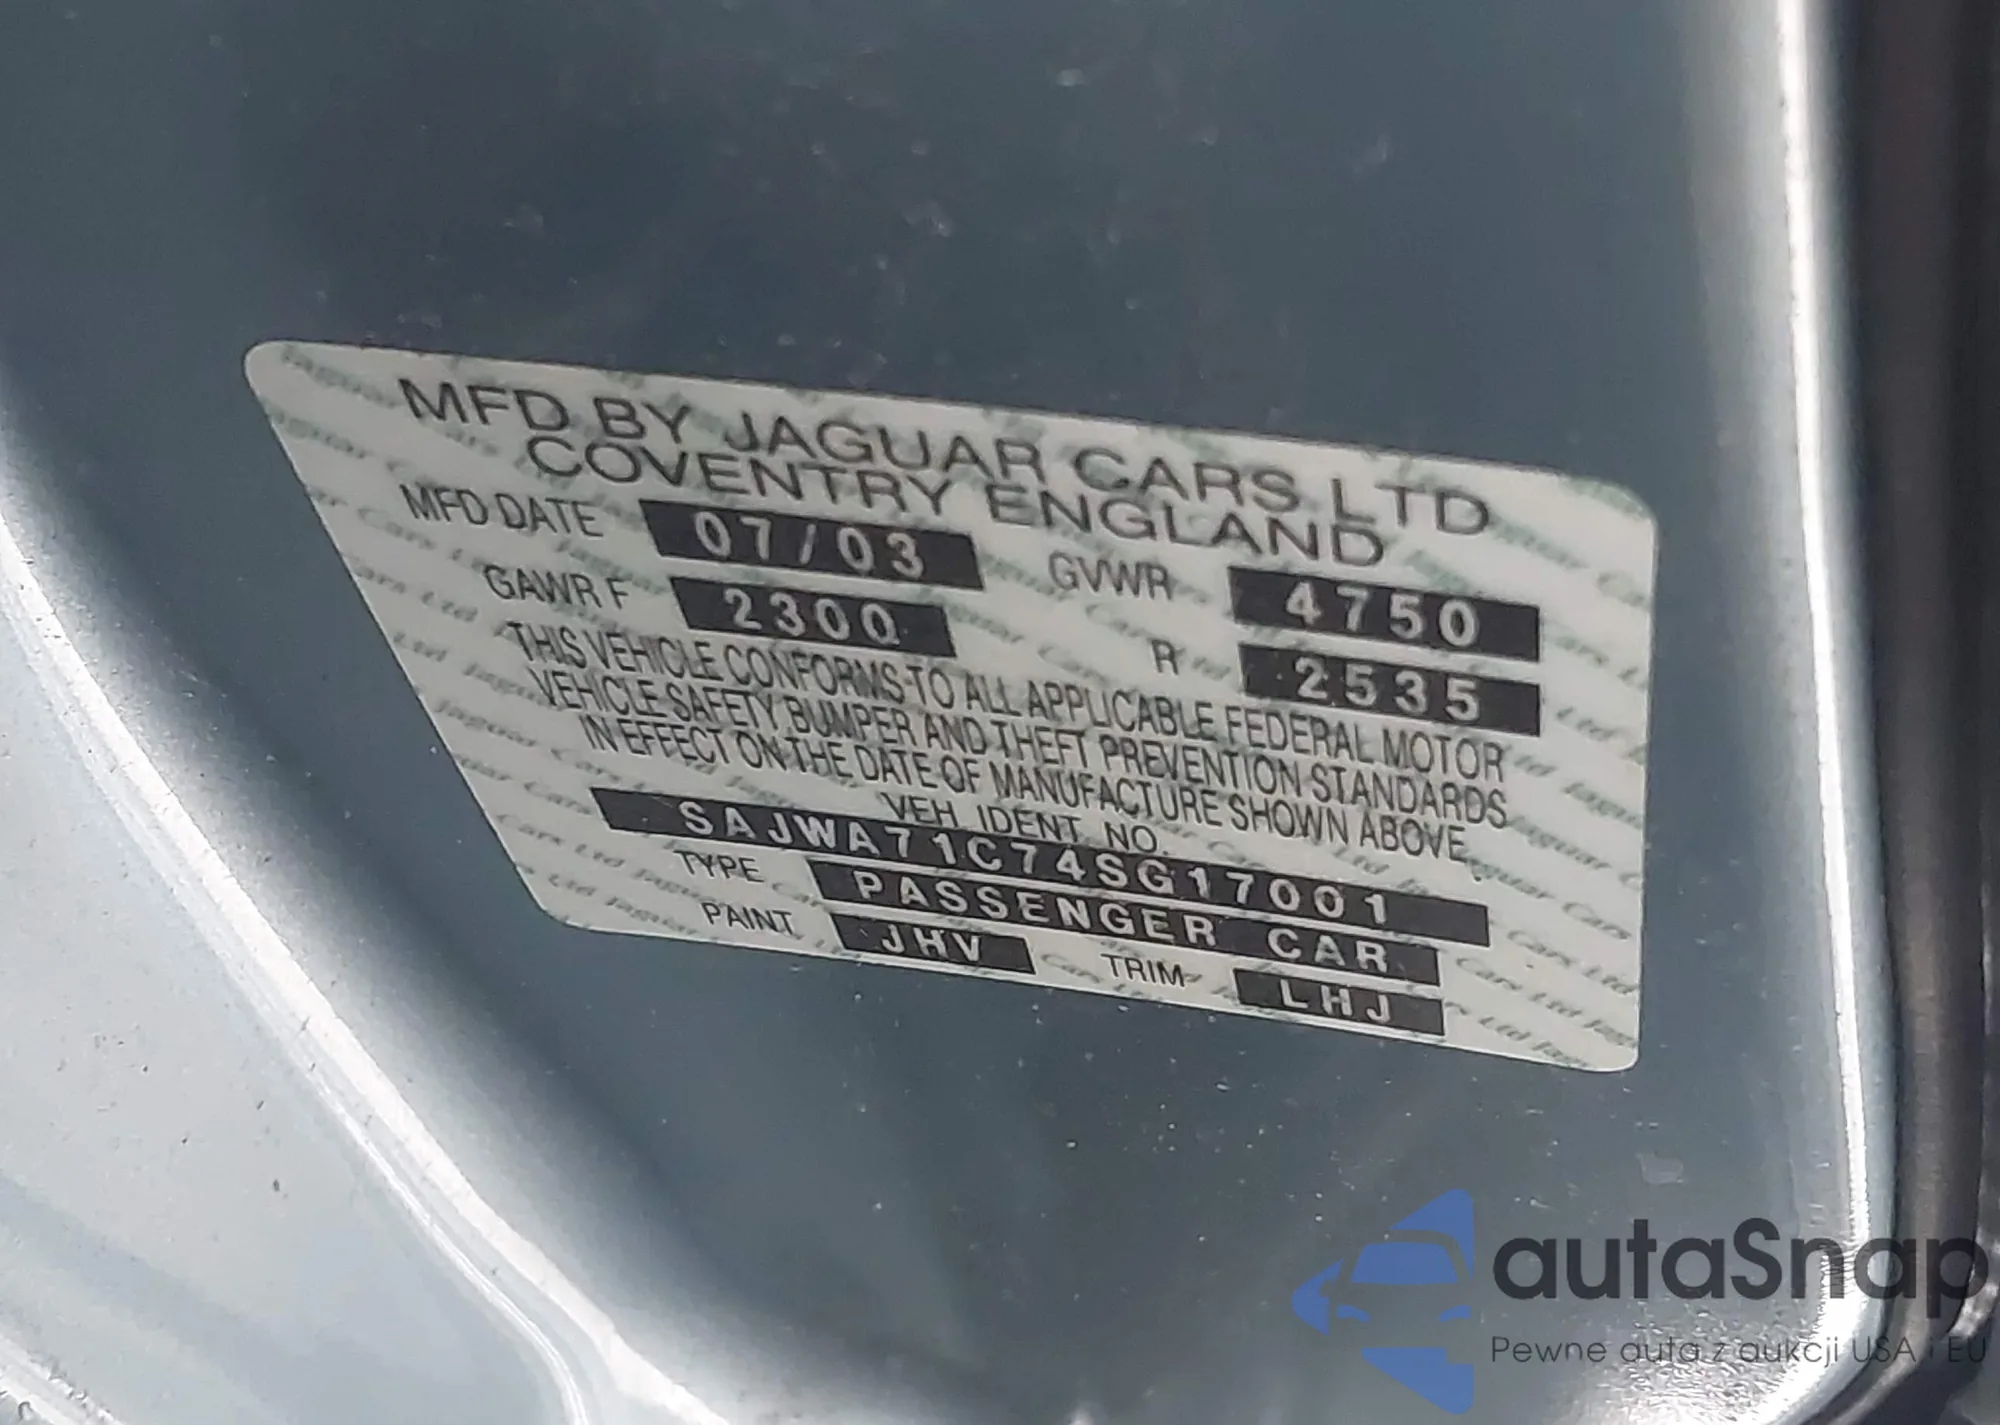 MFD BY JAGUAR CARS LTD
COVENTRY ENGLAND
MFD DATE 07/03 GVWR 4750
GAWR F 2300 R 2535
THIS VEHICLE CONFORMS TO ALL APPLICABLE FEDERAL MOTOR
VEHICLE SAFETY BUMPER AND THEFT PREVENTION STANDARDS
IN EFFECT ON THE DATE OF MANUFACTURE SHOWN ABOVE
VEH IDENT NO.
SAJWA71C74SG17001
TYPE PASSENGER CAR
PAINT JHV TRIM LHJ
autaSnap
Pewne auta z aukcji USA i EU